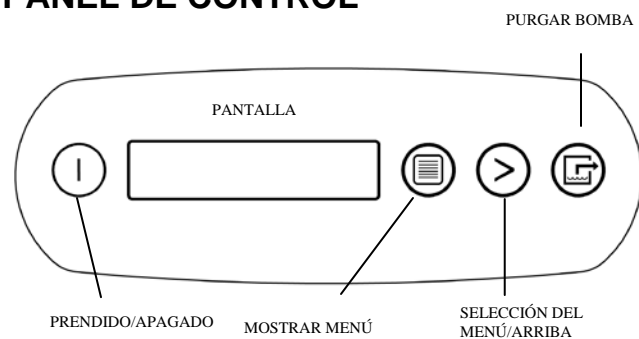 PANEL DE CONTROL
PURGAR BOMBA
PANTALLA
PRENDIDO/APAGADO
MOSTRAR MENÚ
SELECCIÓN DEL
MENÚ/ARRIBA